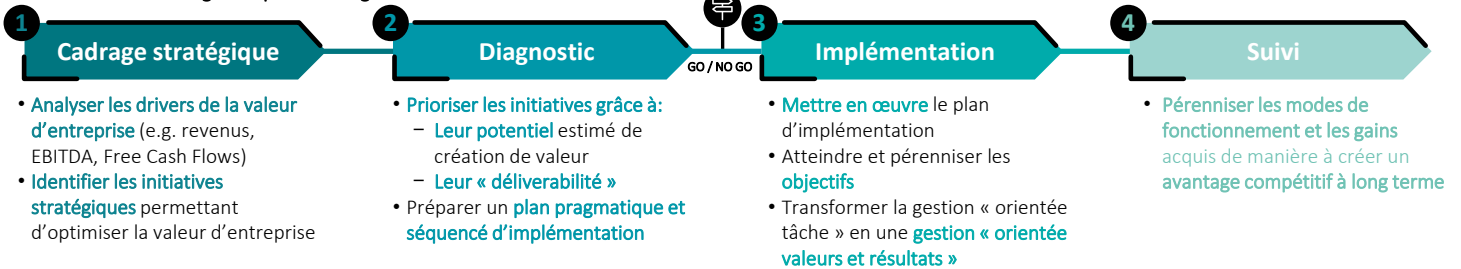 1
Cadrage stratégique
• Analyser les drivers de la valeur
d’entreprise (e.g. revenus,
EBITDA, Free Cash Flows)
• Identifier les initiatives
stratégiques permettant
d’optimiser la valeur d’entreprise
2
Diagnostic
• Prioriser les initiatives grâce à:
− Leur potentiel estimé de
création de valeur
− Leur « déliverabilité »
• Préparer un plan pragmatique et
séquencé d’implémentation
GO / NO GO
3
Implémentation
• Mettre en œuvre le plan
d’implémentation
• Atteindre et pérenniser les
objectifs
• Transformer la gestion « orientée
tâche » en une gestion « orientée
valeurs et résultats »
4
Suivi
• Pérenniser les modes de
fonctionnement et les gains
acquis de manière à créer un
avantage compétitif à long terme